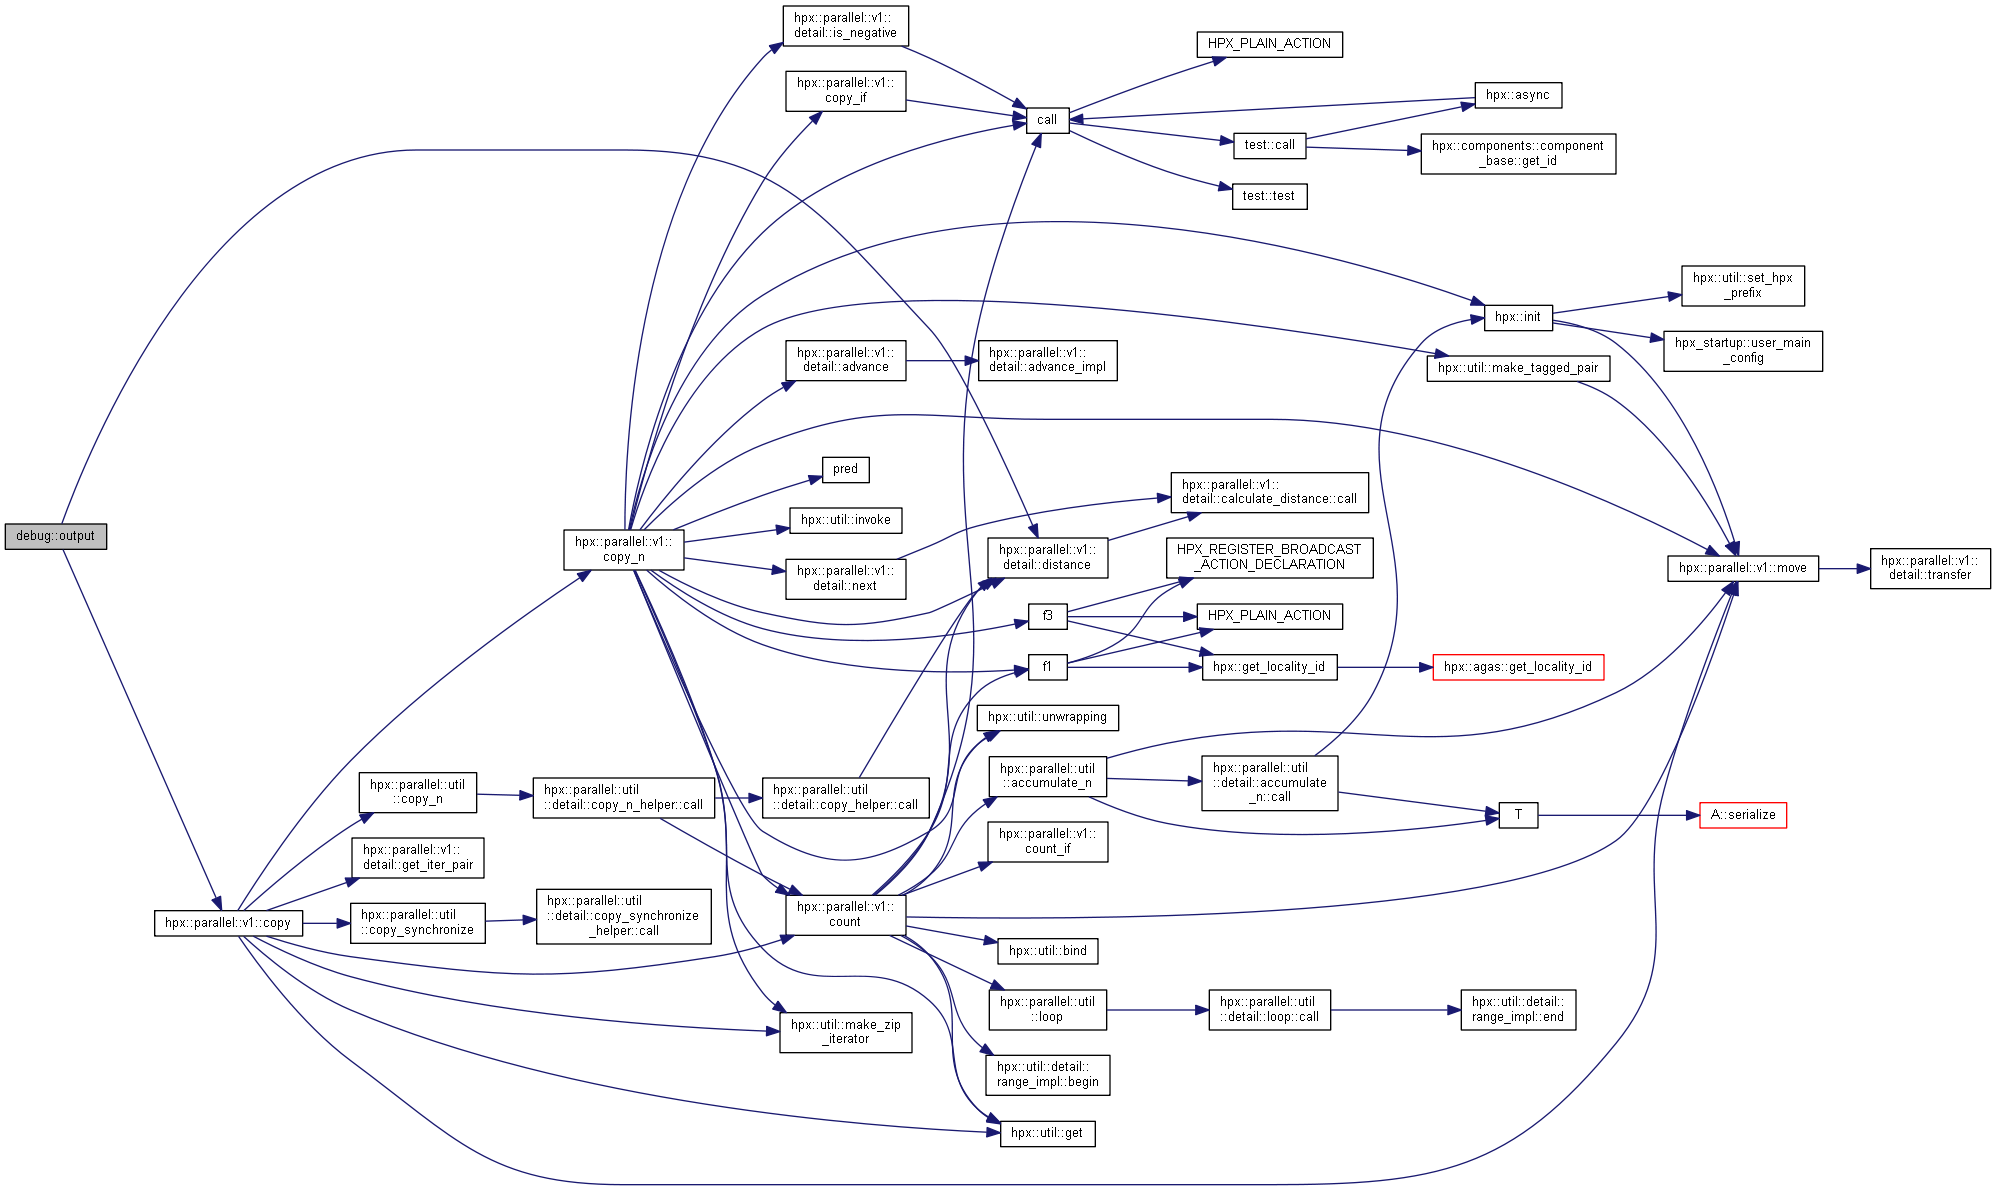 debug::output
hpx::parallel::v1::copy
hpx::parallel::util
::copy_n
hpx::parallel::v1::
detail::get_iter_pair
hpx::parallel::util
::copy_synchronize
hpx::parallel::v1::
copy_n
hpx::parallel::util
::detail::copy_n_helper::call
hpx::parallel::util
::detail::copy_synchronize
_helper::call
hpx::parallel::v1::
detail::is_negative
hpx::parallel::v1::
copy_if
hpx::parallel::v1::
detail::advance
pred
hpx::util::invoke
hpx::parallel::v1::
detail::next
hpx::parallel::util
::detail::copy_helper::call
hpx::parallel::v1::
count
hpx::util::make_zip
_iterator
call
hpx::parallel::v1::
detail::advance_impl
hpx::parallel::v1::
detail::distance
f3
f1
hpx::util::unwrapping
hpx::parallel::util
::accumulate_n
hpx::parallel::v1::
count_if
hpx::util::bind
hpx::parallel::util
::loop
hpx::util::detail::
range_impl::begin
hpx::util::get
HPX_PLAIN_ACTION
test::call
test::test
hpx::parallel::v1::
detail::calculate_distance::call
HPX_REGISTER_BROADCAST
_ACTION_DECLARATION
HPX_PLAIN_ACTION
hpx::get_locality_id
hpx::parallel::util
::detail::accumulate
_n::call
hpx::parallel::util
::detail::loop::call
hpx::async
hpx::components::component
_base::get_id
hpx::init
hpx::util::make_tagged_pair
hpx::agas::get_locality_id
T
hpx::util::detail::
range_impl::end
hpx::util::set_hpx
_prefix
hpx_startup::user_main
_config
hpx::parallel::v1::move
A::serialize
hpx::parallel::v1::
detail::transfer